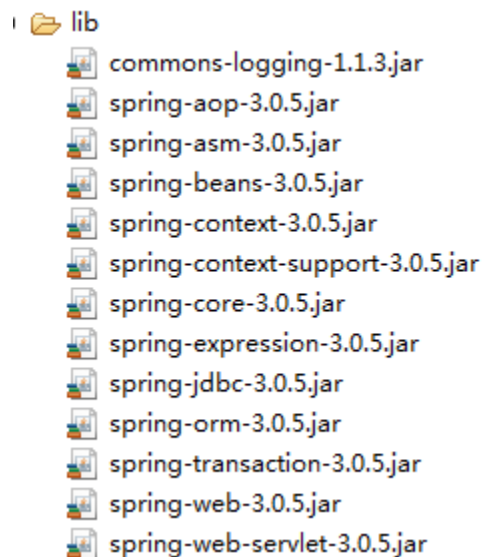 lib
commons-logging-1.1.3.jar
spring-aop-3.0.5.jar
spring-asm-3.0.5.jar
spring-beans-3.0.5.jar
spring-context-3.0.5.jar
spring-context-support-3.0.5.jar
spring-core-3.0.5.jar
spring-expression-3.0.5.jar
spring-jdbc-3.0.5.jar
spring-orm-3.0.5.jar
spring-transaction-3.0.5.jar
spring-web-3.0.5.jar
spring-web-servlet-3.0.5.jar